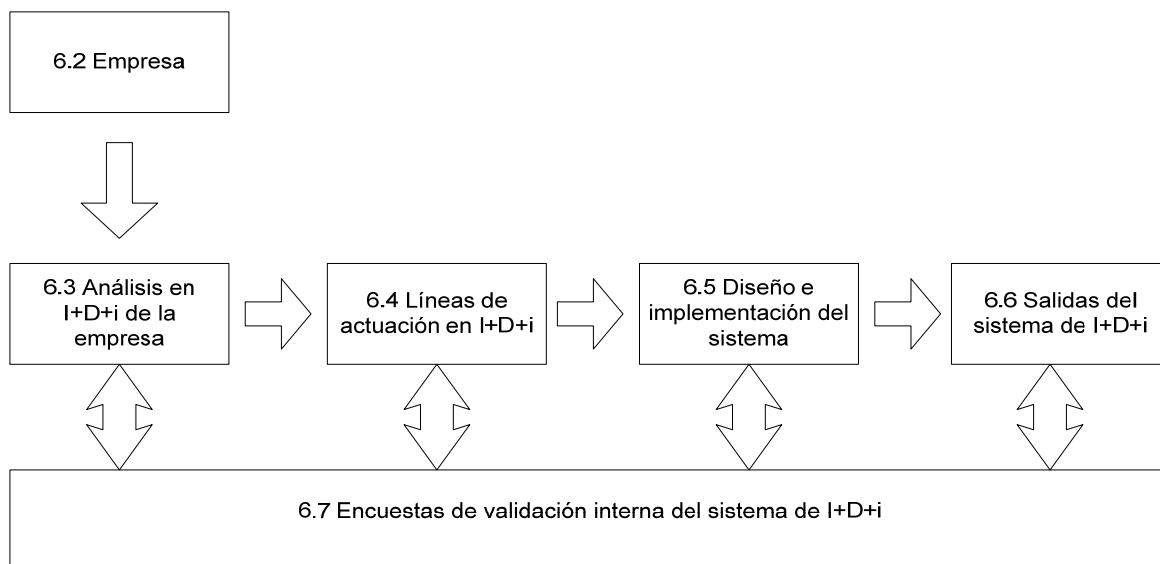 6.2 Empresa
6.3 Análisis en
I+D+i de la
empresa
6.4 Líneas de
actuación en I+D+i
6.5 Diseño e
implementación del
sistema
6.6 Salidas del
sistema de I+D+i
6.7 Encuestas de validación interna del sistema de I+D+i